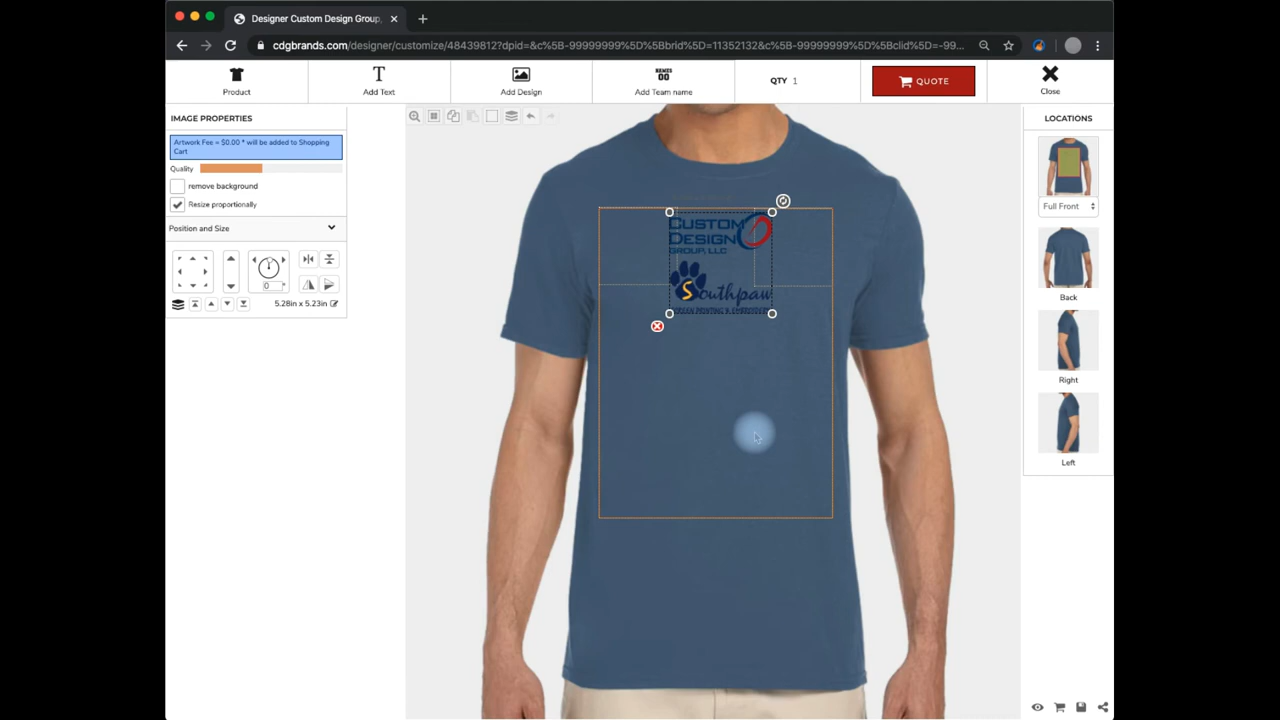 Designer Custom Design Group,
cdgbrands.com/designer/customize/48439812?dpid=&c%5B-99999999%5D%5Bbrid%5D=11352132&c%5B-99999999%5D%5Bclid%5D=-99...
Product
Add Text
Add Design
NAMES
00
Add Team name
QTY 1
QUOTE
Close
IMAGE PROPERTIES
Artwork Fee = $0.00 * will be added to Shopping
Cart
Quality
remove background
Resize proportionally
Position and Size
0 °
5.28in x 5.23in
CUSTOM
DESIGN
GROUP, LLC
Southpaw
LOCATIONS
Full Front
Back
Right
Left